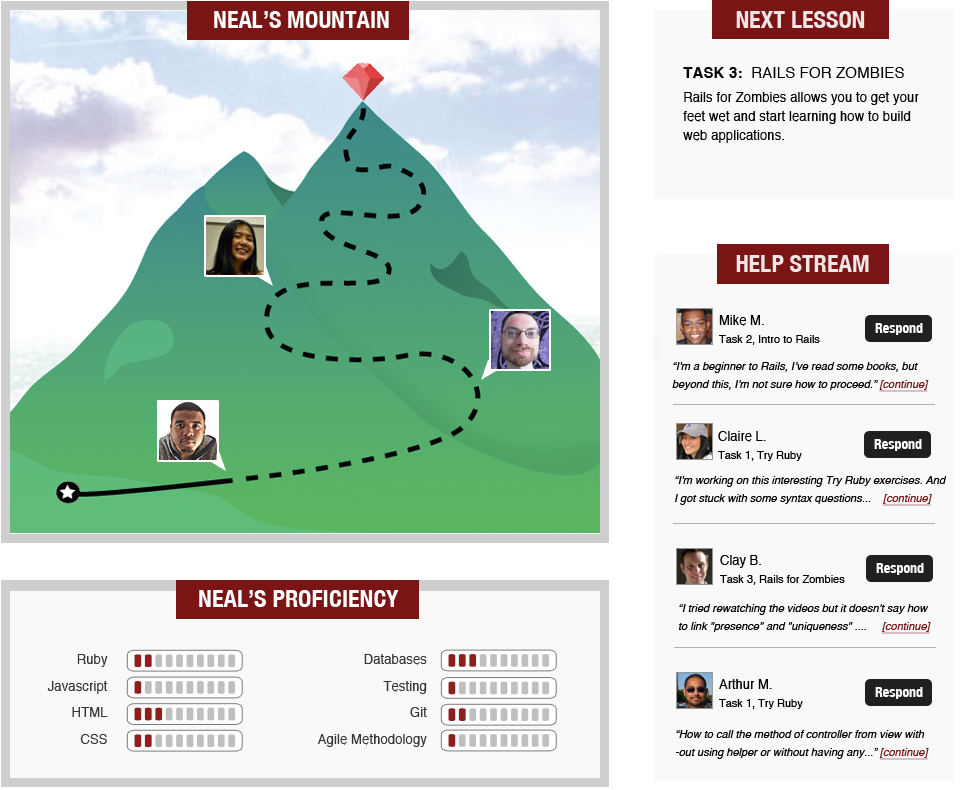 NEAL'S MOUNTAIN
NEXT LESSON
TASK 3: RAILS FOR ZOMBIES
Rails for Zombies allows you to get your
feet wet and start learning how to build
web applications.
HELP STREAM
Mike M.
Task 2, Intro to Rails
Respond
“I'm a beginner to Rails, I've read some books, but
beyond this, I'm not sure how to proceed.” [continue]
Claire L.
Task 1, Try Ruby
Respond
“I'm working on this interesting Try Ruby exercises. And
I got stuck with some syntax questions... [continue]
Clay B.
Task 3, Rails for Zombies
Respond
“I tried rewatching the videos but it doesn't say how
to link "presence" and "uniqueness" .... [continue]
Arthur M.
Task 1, Try Ruby
Respond
“How to call the method of controller from view with
-out using helper or without having any...” [continue]
NEAL'S PROFICIENCY
Ruby
Javascript
HTML
CSS
Databases
Testing
Git
Agile Methodology